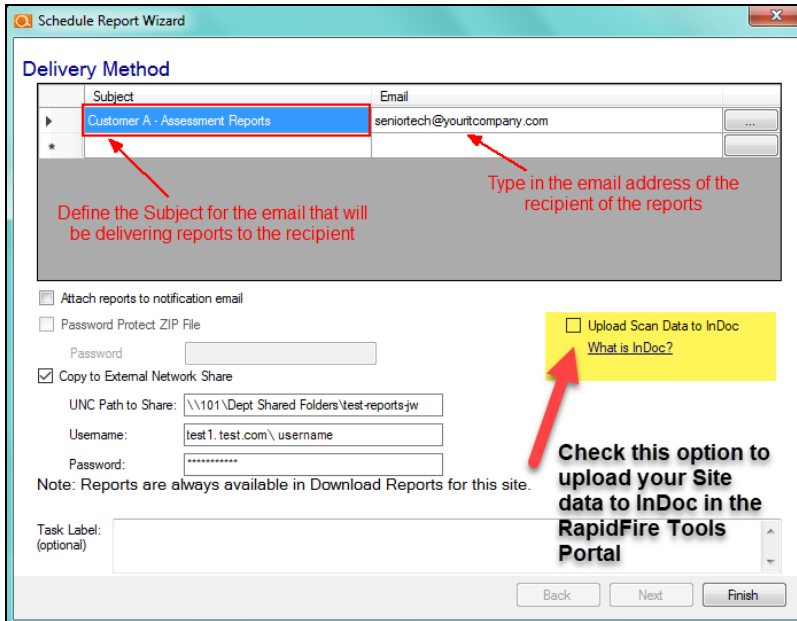 Schedule Report Wizard
x
Delivery Method
Subject Email
Customer A - Assessment Reports seniortech@youritcompany.com ...
*
Define the Subject for the email that will
be delivering reports to the recipient
Type in the email address of the
recipient of the reports
Attach reports to notification email
Password Protect ZIP File
Password
Upload Scan Data to InDoc
What is InDoc?
Copy to External Network Share
UNC Path to Share: \\101\Dept Shared Folders\test-reports-jw
Username: test1.test.com\ username
Password: ***********
Note: Reports are always available in Download Reports for this site.
Check this option to
upload your Site
data to InDoc in the
RapidFire Tools
Portal
Task Label:
(optional)
Back Next Finish